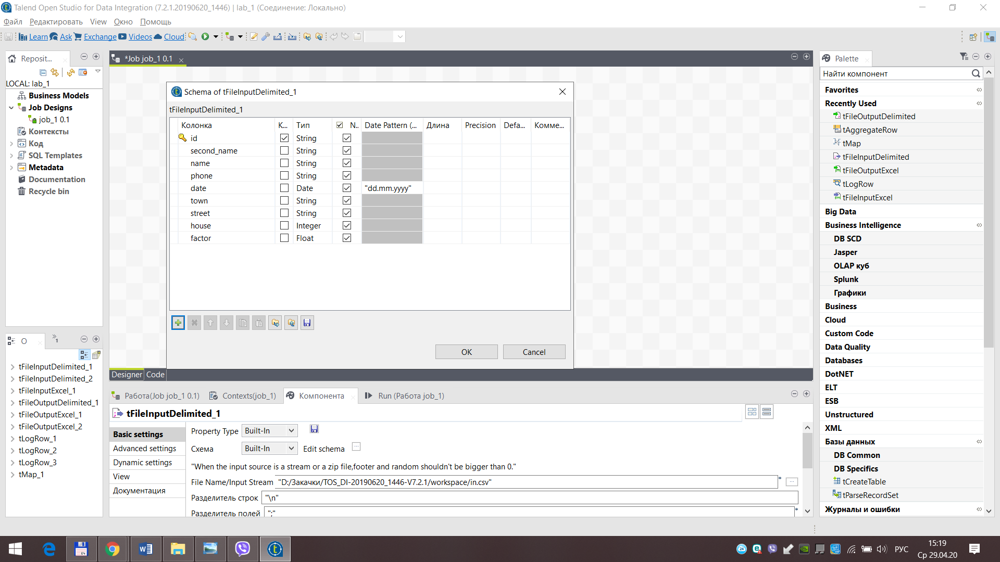 Talend Open Studio for Data Integration (7.2.1.20190620_1446) | lab_1 (Соединение: Локально)
Файл Редактировать View Окно Помощь
Learn Ask Exchange Videos Cloud
Reposit...
LOCAL: lab_1
Business Models
Job Designs
job_1 0.1
Контексты
Код
SQL Templates
Metadata
Documentation
Recycle bin
O
»1
tFileInputDelimited_1
tFileInputDelimited_2
tFileInputExcel_1
tFileOutputDelimited_1
tFileOutputExcel_1
tFileOutputExcel_2
tLogRow_1
tLogRow_2
tLogRow_3
tMap_1
*Job job_1 0.1
Schema of tFileInputDelimited_1
tFileInputDelimited_1
Колонка К... Тип N.. Date Pattern (... Длина Precision Defa... Комме...
id String
second_name String
name String
phone String
date Date "dd.mm.yyyy"
town String
street String
house Integer
factor Float
OK Cancel
Designer Code
Работа(Job job_1 0.1) Contexts(job_1) Компонента Run (Работа job_1)
tFileInputDelimited_1
Basic settings
Advanced settings
Dynamic settings
View
Документация
Property Type Built-In
Схема Built-In Edit schema ...
"When the input source is a stream or a zip file,footer and random shouldn't be bigger than 0."
File Name/Input Stream "D:/Закачки/TOS_DI-20190620_1446-V7.2.1/workspace/in.csv" * ...
Разделитель строк "\n"
Разделитель полей ";" *
Palette
Найти компонент
Favorites
Recently Used
tFileOutputDelimited
tAggregateRow
tMap
tFileInputDelimited
tFileOutputExcel
tLogRow
tFileInputExcel
Big Data
Business Intelligence
DB SCD
Jasper
OLAP куб
Splunk
Графики
Business
Cloud
Custom Code
Data Quality
Databases
DotNET
ELT
ESB
Unstructured
XML
Базы данных
DB Common
DB Specifics
tCreateTable
tParseRecordSet
Журналы и ошибки
64
24
РУС
15:19
Ср 29.04.20